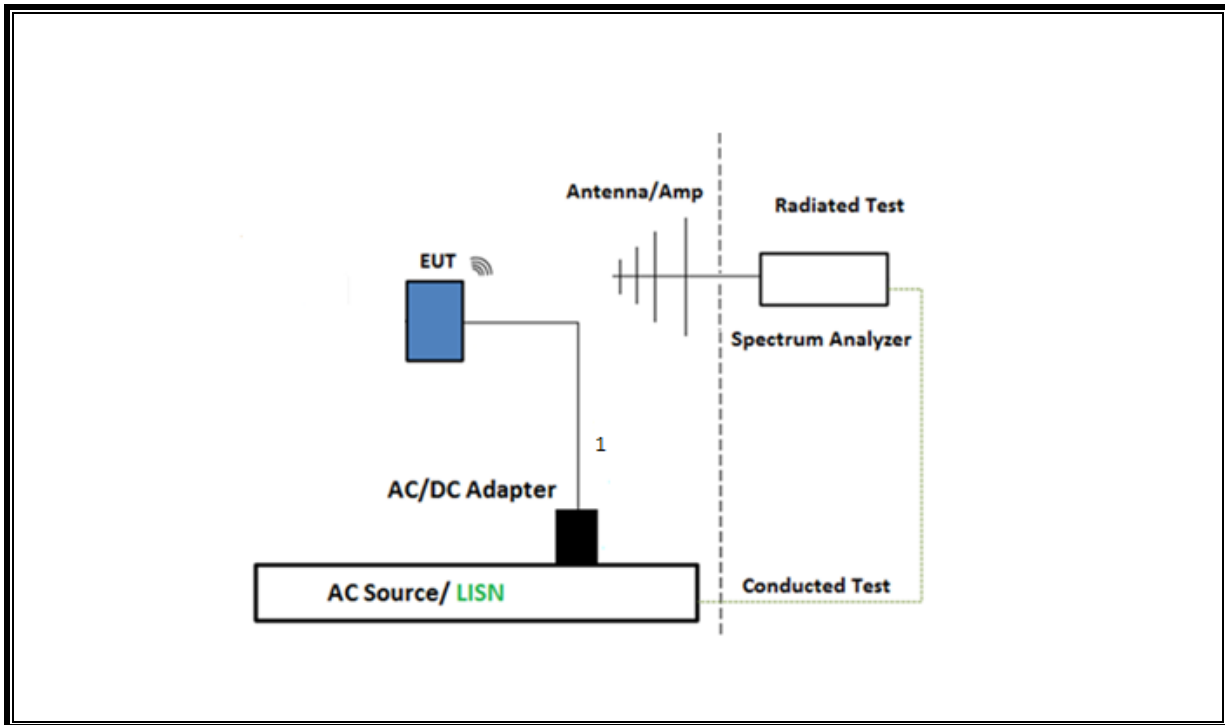 Antenna/Amp
Radiated Test
EUT
Spectrum Analyzer
1
AC/DC Adapter
AC Source/ LISN
Conducted Test